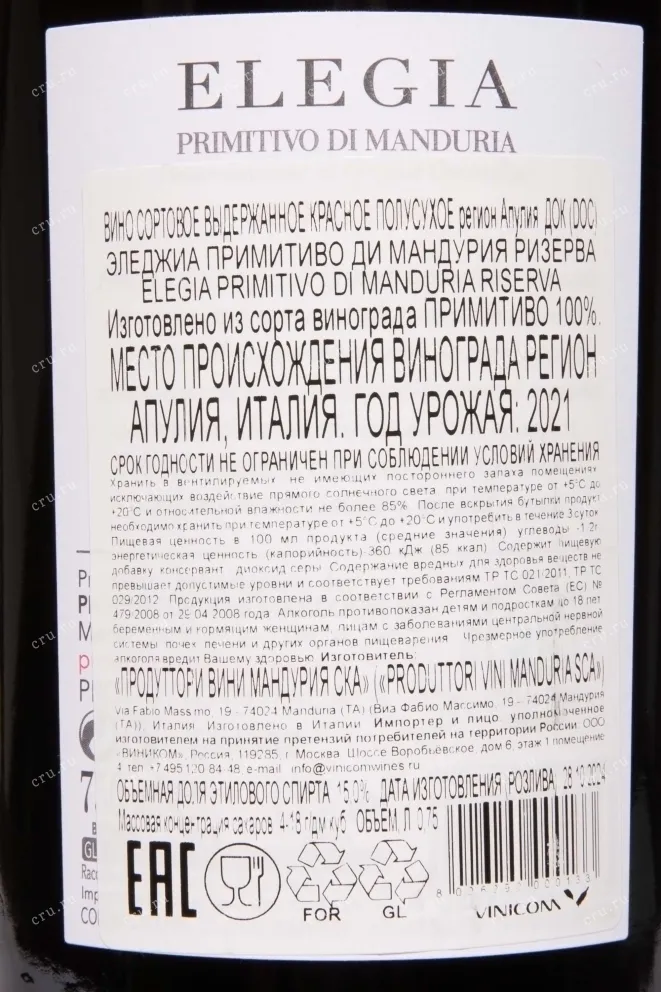 ELEGIA
PRIMITIVO DI MANDURIA
ВИНО СОРТОВОЕ ВЫДЕРЖАННОЕ КРАСНОЕ ПОЛУСУХОЕ регион Апулия ДОК (DOC)
ЭЛЕДЖИА ПРИМИТИВО ДИ МАНДУРИЯ РИЗЕРВА
ELEGIA PRIMITIVO DI MANDURIA RISERVA
Изготовлено из сорта винограда ПРИМИТИВО 100%.
МЕСТО ПРОИСХОЖДЕНИЯ ВИНОГРАДА РЕГИОН
АПУЛИЯ, ИТАЛИЯ. ГОД УРОЖАЯ: 2021
СРОК ГОДНОСТИ НЕ ОГРАНИЧЕН ПРИ СОБЛЮДЕНИИ УСЛОВИЙ ХРАНЕНИЯ
Хранить в вентилируемых не имеющих постороннего запаха помещениях
исключающих воздействие прямого солнечного света при температуре от +5°С до
+20°С и относительной влажности не более 85%. После вскрытия бутылки продукт
необходимо хранить при температуре от +5°С до +20°С и употребить в течение 3 суток
Пищевая ценность в 100 мл продукта (средние значения) углеводы -1.2г
энергетическая ценность (калорийность) 360 кДж (85 ккал) Содержит пищевую
добавку консервант диоксид серы Содержание вредных для здоровья веществ не
превышает допустимые уровни и соответствует требованиям ТР ТС 021/2011, ТР ТС
029/2012 Продукция изготовлена в соответствии с Регламентом Совета (ЕС) №
479/2008 от 29 04 2008 года Алкоголь противопоказан детям и подросткам до 18 лет
беременным и кормящим женщинам, лицам с заболеваниями центральной нервной
системы почек печени и других органов пищеварения Чрезмерное употребление
алкоголя вредит Вашему здоровью Изготовитель:
«ПРОДУТТОРИ ВИНИ МАНДУРИЯ СКА» («PRODUTTORI VINI MANDURIA SCA»)
Via Fabio Massimo, 19 - 74024 Manduria (TA) (Виа Фабио Массимо, 19 - 74024 Мандурия
(ТА)), Италия. Изготовлено в Италии Импортер и лицо уполномоченное
изготовителем на принятие претензий потребителей на территории России ООО
«ВИНИКОМ», Россия, 119285, г Москва, Шоссе Воробьёвское, дом 6, этаж 1 помещение
4 тел +7 495 120 84 48 e-mail info@vinicomwines.ru
ОБЪЕМНАЯ ДОЛЯ ЭТИЛОВОГО СПИРТА 15,0% ДАТА ИЗГОТОВЛЕНИЯ, РОЗЛИВА, 28.10.2024
Массовая концентрация сахаров 4-18 г/дм куб ОБЪЕМ, Л 0,75
EAC
FOR
GL
VINICOM